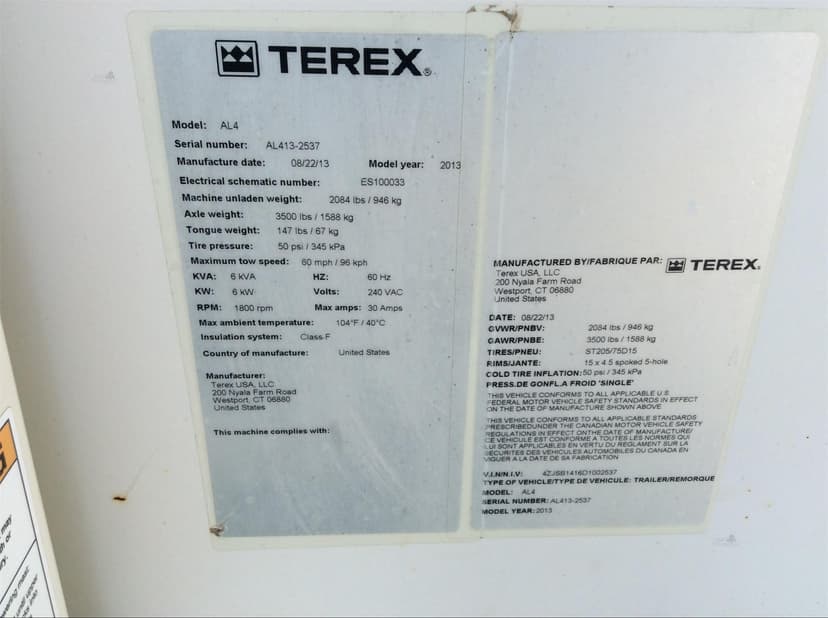 TEREX®
Model: AL4
Serial number: AL413-2537
Manufacture date: 08/22/13 Model year: 2013
Electrical schematic number: ES100033
Machine unladen weight: 2084 lbs / 946 kg
Axle weight: 3500 lbs / 1588 kg
Tongue weight: 147 lbs / 67 kg
Tire pressure: 50 psi / 345 kPa
Maximum tow speed: 60 mph / 96 kph
KVA: 6 kVA HZ: 60 Hz
KW: 6 kW Volts: 240 VAC
RPM: 1800 rpm Max amps: 30 Amps
Max ambient temperature: 104°F / 40°C
Insulation system: Class F
Country of manufacture: United States
Manufacturer:
Terex USA, LLC
200 Nyala Farm Road
Westport, CT 06880
United States
This machine complies with:
MANUFACTURED BY/FABRIQUE PAR: TEREX®
Terex USA, LLC
200 Nyala Farm Road
Westport, CT 06880
United States
DATE: 08/22/13
GVWR/PNBV: 2084 lbs / 946 kg
GAWR/PNBE: 3500 lbs / 1588 kg
TIRES/PNEU: ST205/75D15
RIMS/JANTE: 15 x 4.5 spoked 5-hole
COLD TIRE INFLATION: 50 psi / 345 kPa
PRESS.DE GONFL.A FROID 'SINGLE'
THIS VEHICLE CONFORMS TO ALL APPLICABLE U.S.
FEDERAL MOTOR VEHICLE SAFETY STANDARDS IN EFFECT
ON THE DATE OF MANUFACTURE SHOWN ABOVE
THIS VEHICLE CONFORMS TO ALL APPLICABLE STANDARDS
PRESCRIBEDUNDER THE CANADIAN MOTOR VEHICLE SAFETY
REGULATIONS IN EFFECT ONTHE DATE OF MANUFACTURE/
CE VEHICULE EST CONFORME A TOUTES LES NORMES QUI
LUI SONT APPLICABLES EN VERTU DU REGLEMENT SUR LA
SECURITES DES VEHICULES AUTOMOBILES DU CANADA EN
VIGUER A LA DATE DE SA FABRICATION
V.I.N/N.I.V: 4ZJSB1416D1002537
TYPE OF VEHICLE/TYPE DE VEHICULE: TRAILER/REMORQUE
MODEL: AL4
SERIAL NUMBER: AL413-2537
MODEL YEAR: 2013
G
may
or